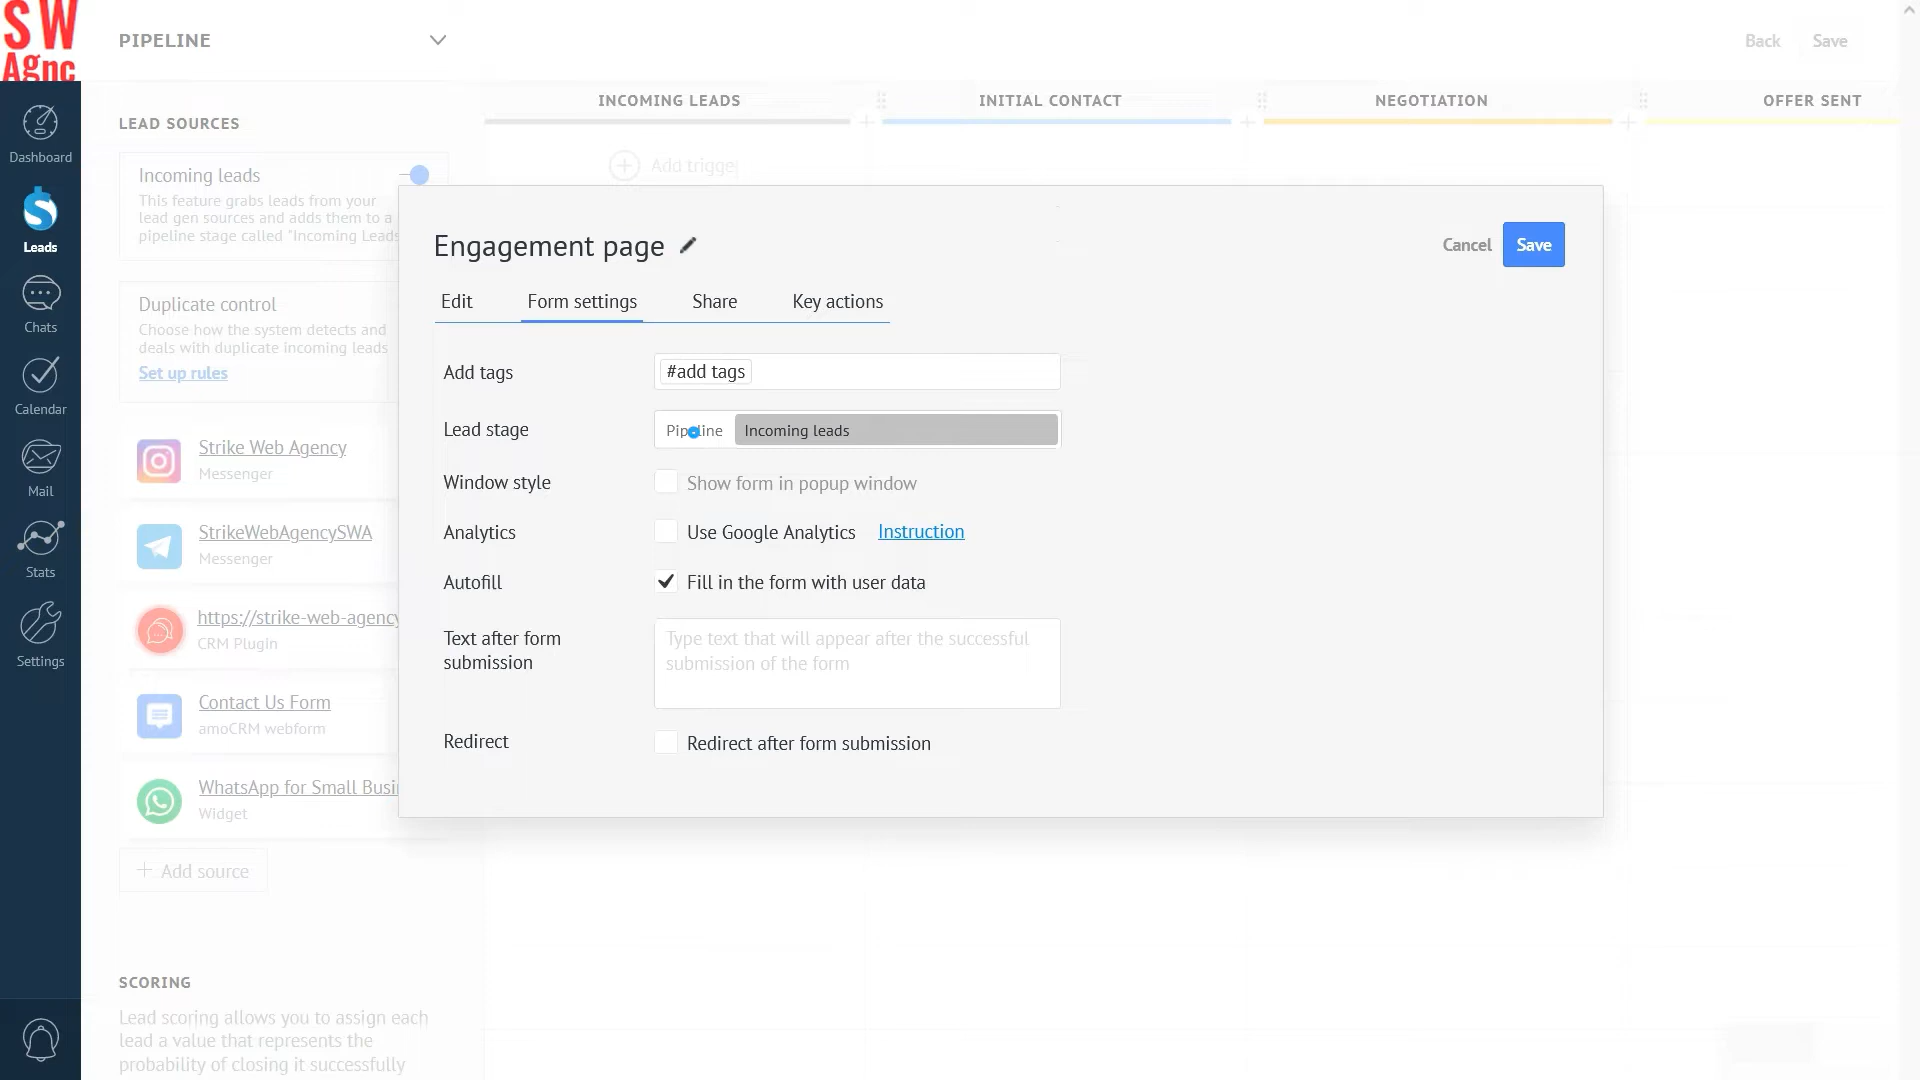 SW
Agnc
PIPELINE
Back
Save
Dashboard
Leads
Chats
Calendar
Mail
Stats
Settings
LEAD SOURCES
Incoming leads
This feature grabs leads from your
lead gen sources and adds them to a
pipeline stage called "Incoming Leads
Duplicate control
Choose how the system detects and
deals with duplicate incoming leads
Set up rules
Strike Web Agency
Messenger
StrikeWebAgencySWA
Messenger
https://strike-web-agency
CRM Plugin
Contact Us Form
amoCRM webform
WhatsApp for Small Busi
Widget
Add source
SCORING
Lead scoring allows you to assign each
lead a value that represents the
probability of closing it successfully
INCOMING LEADS
INITIAL CONTACT
NEGOTIATION
OFFER SENT
Add trigge
Engagement page
Cancel
Save
Edit
Form settings
Share
Key actions
Add tags
#add tags
Lead stage
Pipeline
Incoming leads
Window style
Show form in popup window
Analytics
Use Google Analytics
Instruction
Autofill
Fill in the form with user data
Text after form
submission
Type text that will appear after the successful
submission of the form
Redirect
Redirect after form submission